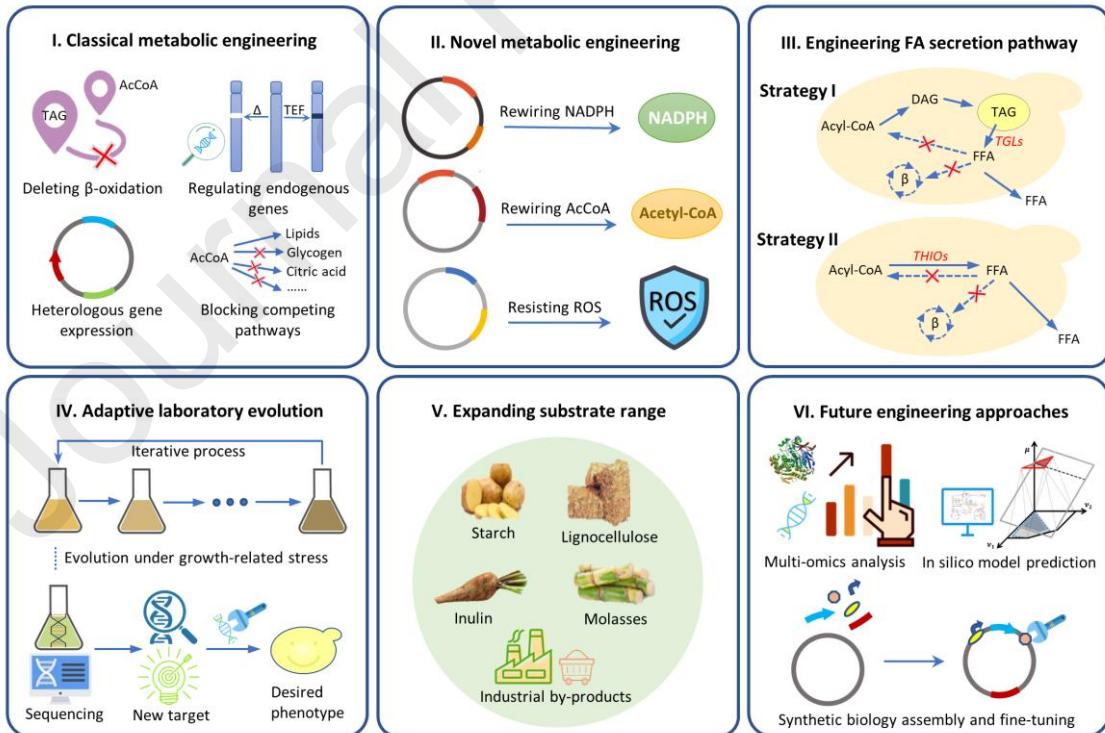 I. Classical metabolic engineering
AcCoA
TAG
Δ
TEF
Deleting β-oxidation
Regulating endogenous
genes
Lipids
AcCoA
Glycogen
Citric acid
......
Heterologous gene
expression
Blocking competing
pathways
II. Novel metabolic engineering
Rewiring NADPH
NADPH
Rewiring AcCoA
Acetyl-CoA
Resisting ROS
ROS
III. Engineering FA secretion pathway
Strategy I
DAG
TAG
Acyl-CoA
TGLs
FFA
β
FFA
Strategy II
THIOs
Acyl-CoA
FFA
β
FFA
IV. Adaptive laboratory evolution
Iterative process
Evolution under growth-related stress
Sequencing
New target
Desired
phenotype
V. Expanding substrate range
Starch
Lignocellulose
Inulin
Molasses
Industrial by-products
VI. Future engineering approaches
μ
v₂
v₁
Multi-omics analysis
In silico model prediction
Synthetic biology assembly and fine-tuning
Journal